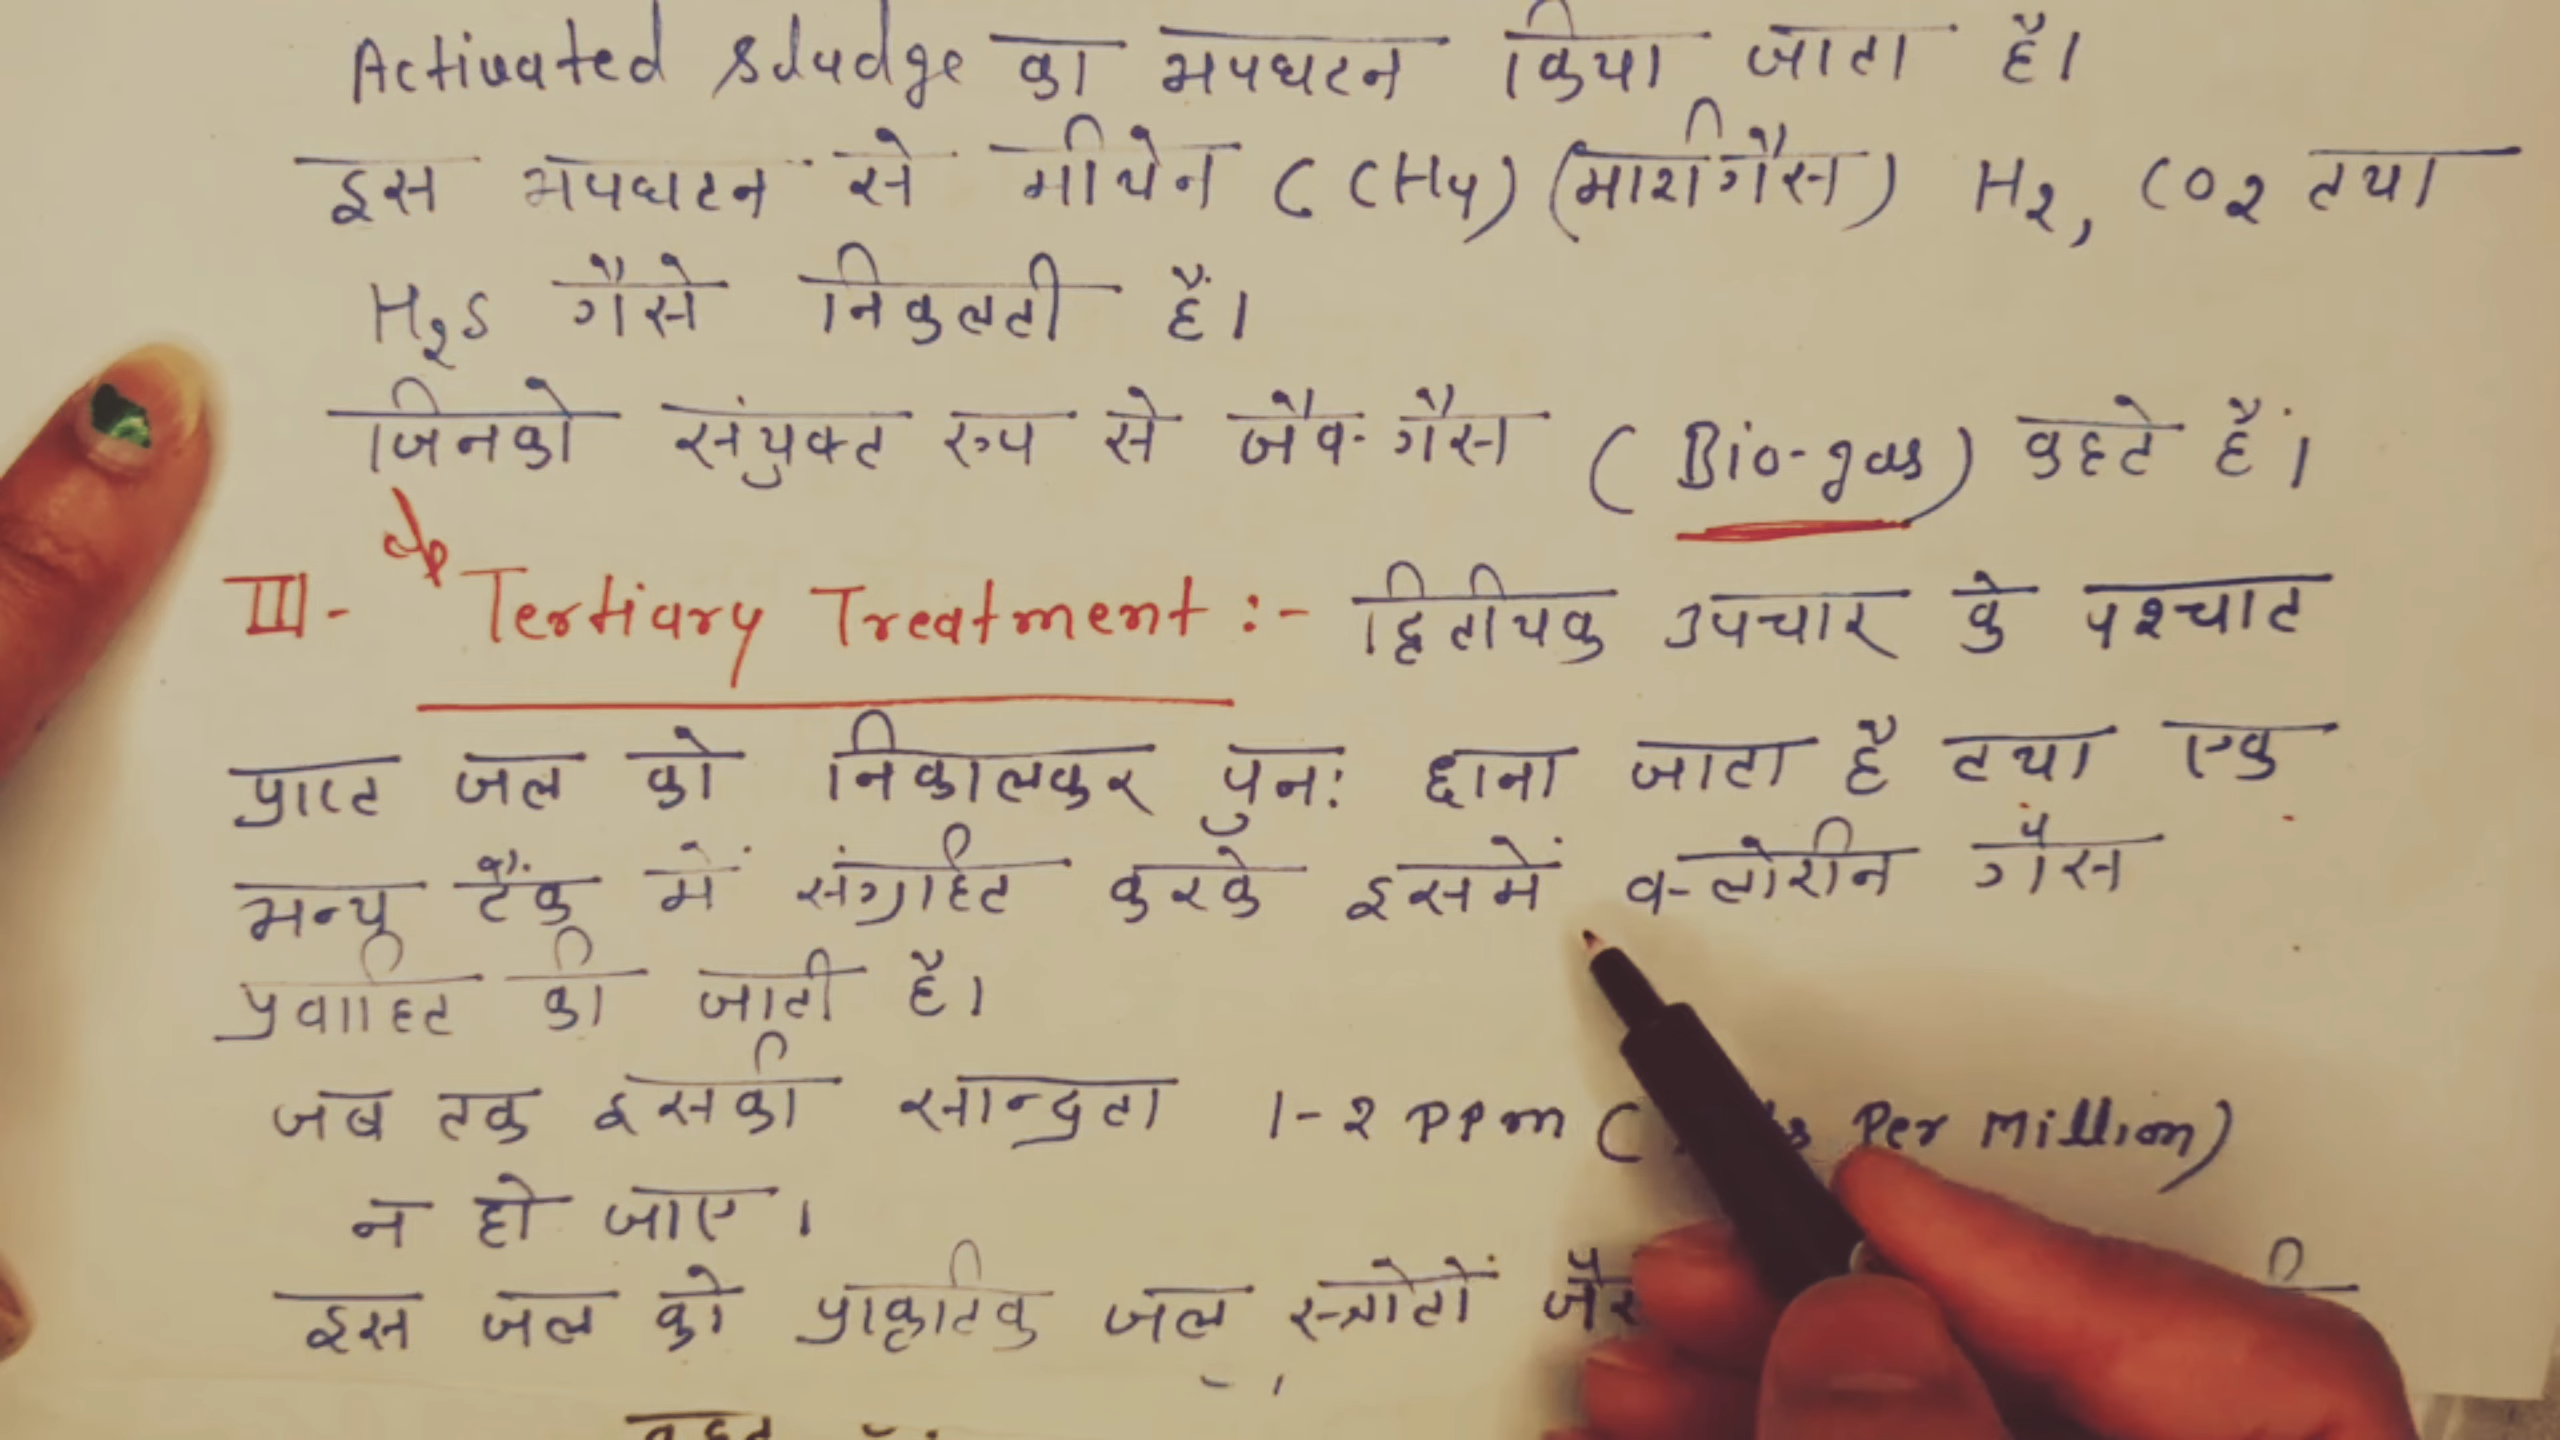 Activated sludge का अपघटन किया जाता है।
इस अपघटन से मीथेन (CH4) (मार्शगैस) H2, CO2 तथा
H2S गैसे निकलती हैं।
जिनको संयुक्त रूप से जैव-गैस (Bio-gas) कहते हैं।
III- Tertiary Treatment :- द्वितीयक उपचार के पश्चात
प्राप्त जल को निकालकर पुनः छाना जाता है तथा एक
अन्य टैंक में संग्रहित करके इसमें क्लोरीन गैस
प्रवाहित की जाती है।
जब तक इसकी सान्द्रता 1-2 PPm ( Per Million)
न हो जाए।
इस जल को प्राकृतिक जल स्त्रोतों